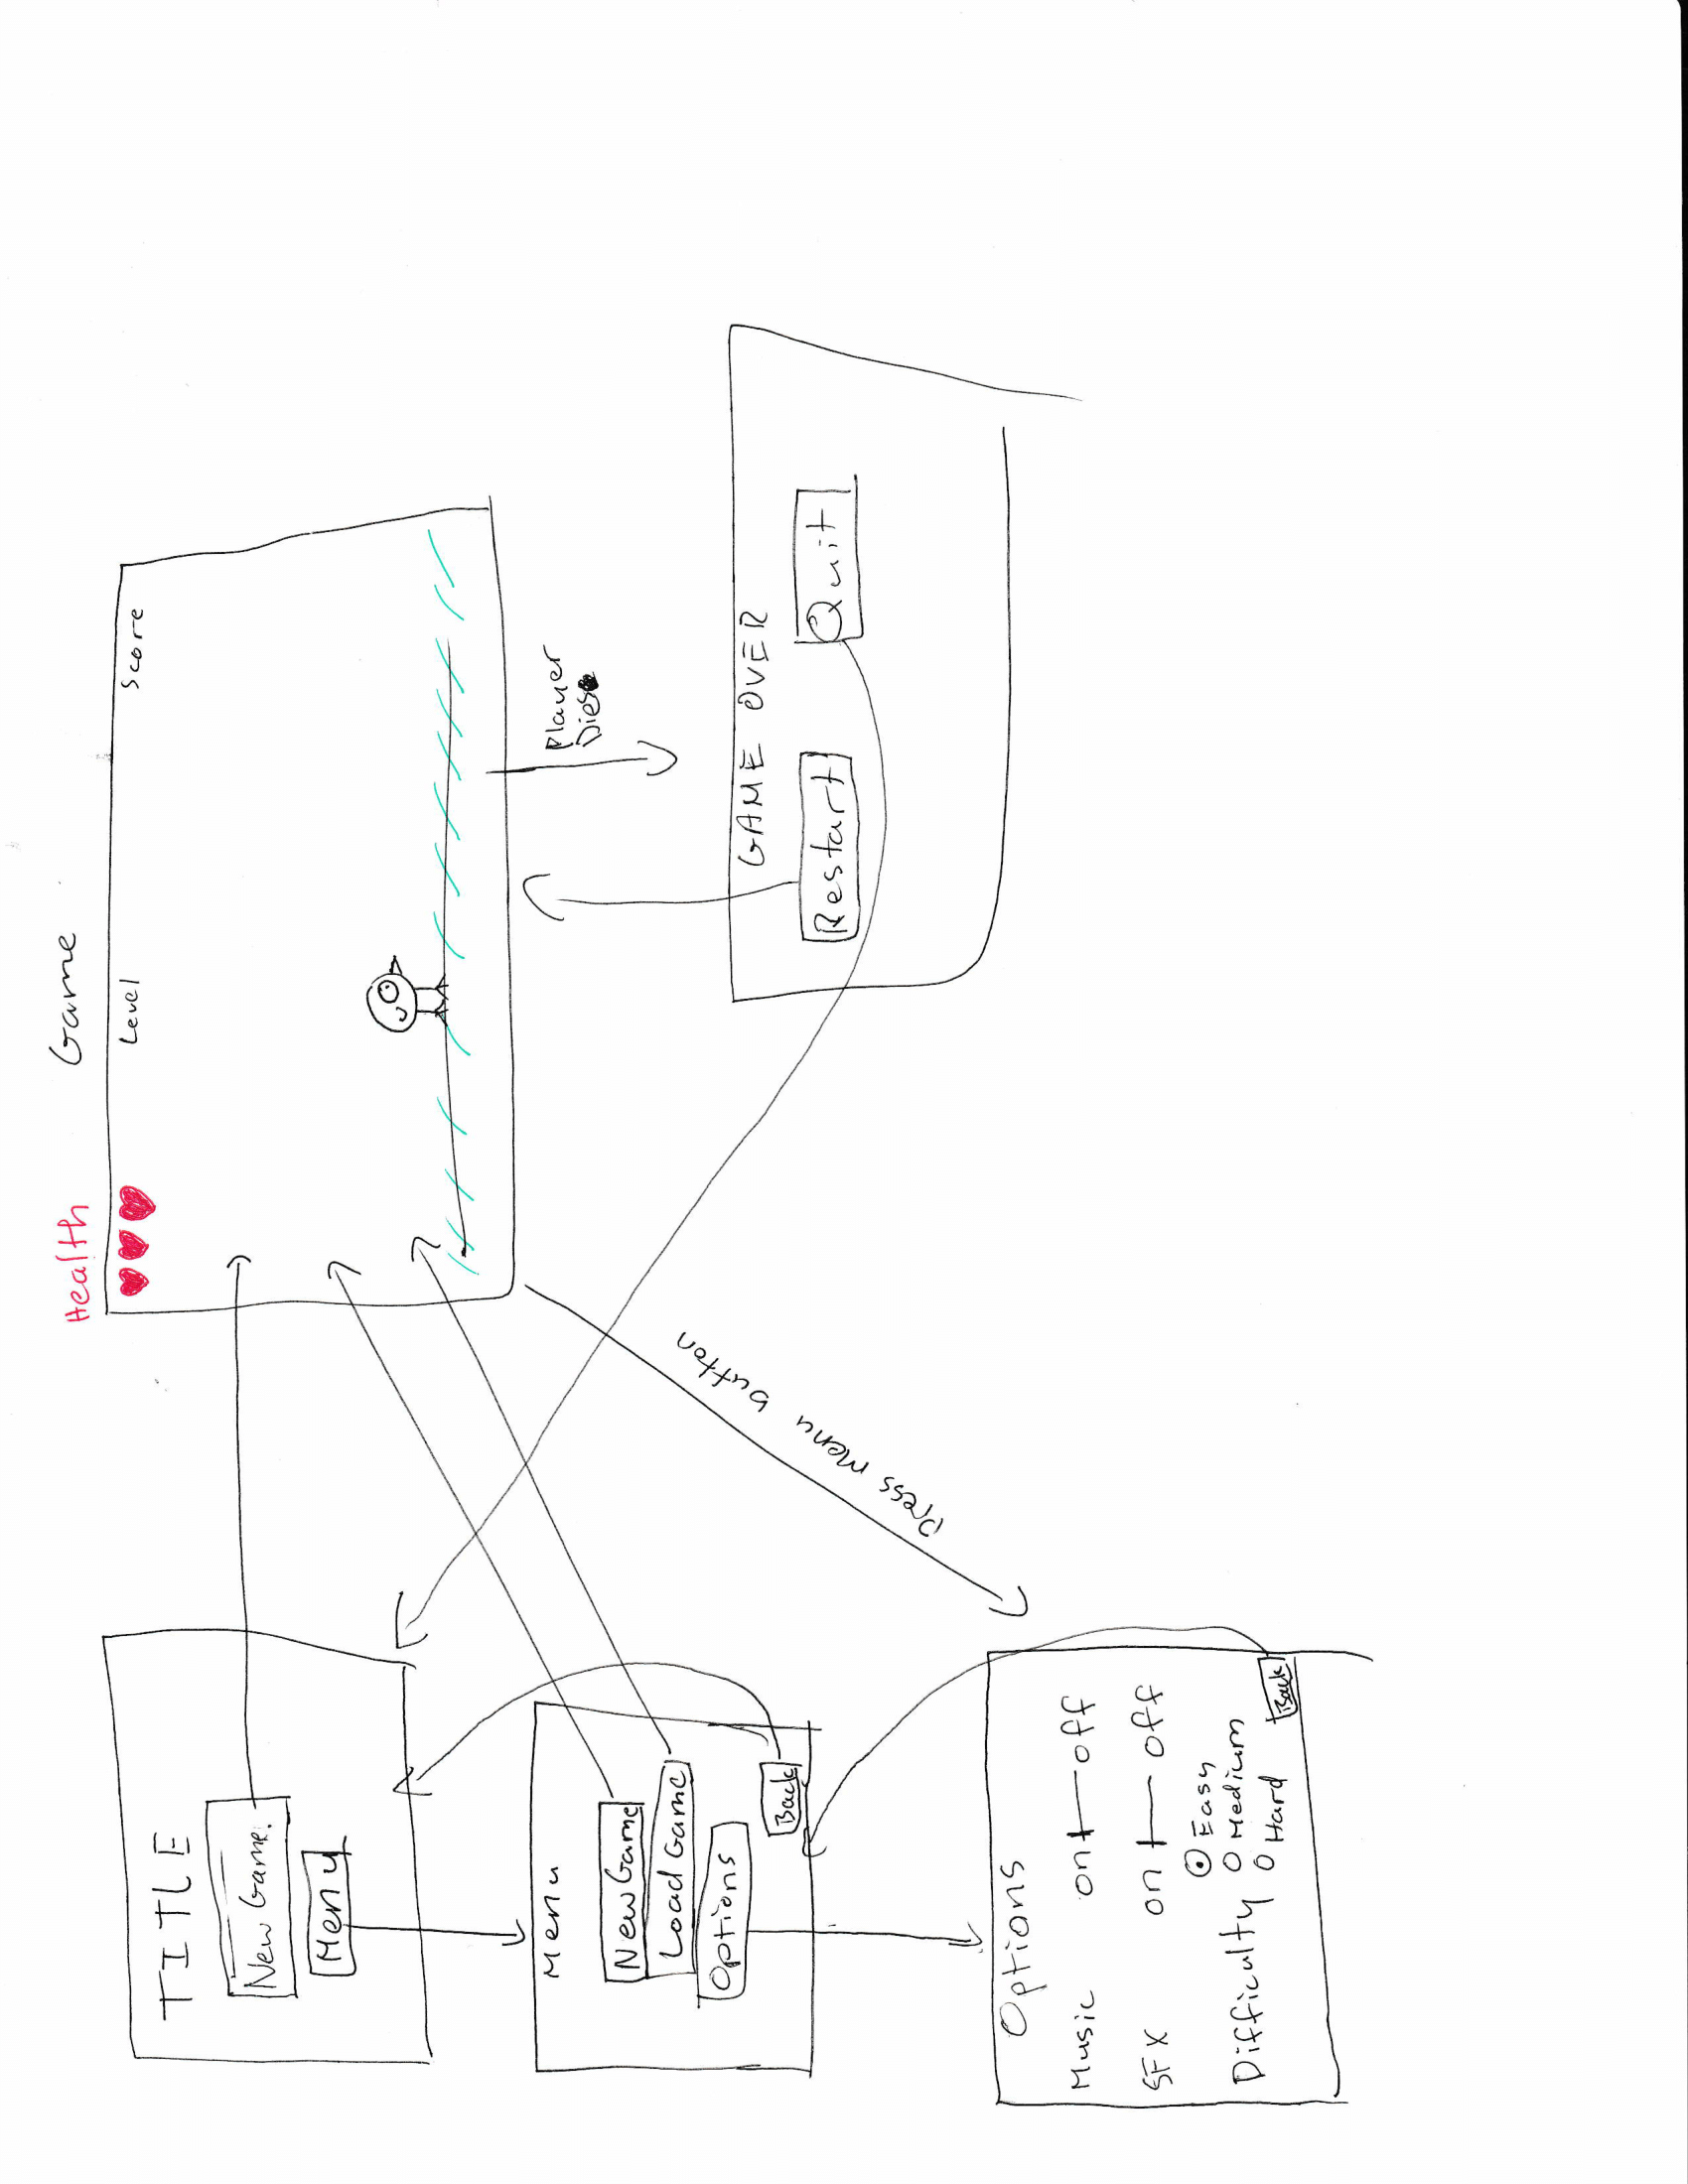 TITLE
New Game.
Menu
Menu
New Game
Load Game
Options
Back
Options
Music on off
SFX on off
Difficulty Easy
Medium
Hard
Back
Game
Health
Level Score
Player
Dies
Press menu button
GAME OVER
Restart Quit